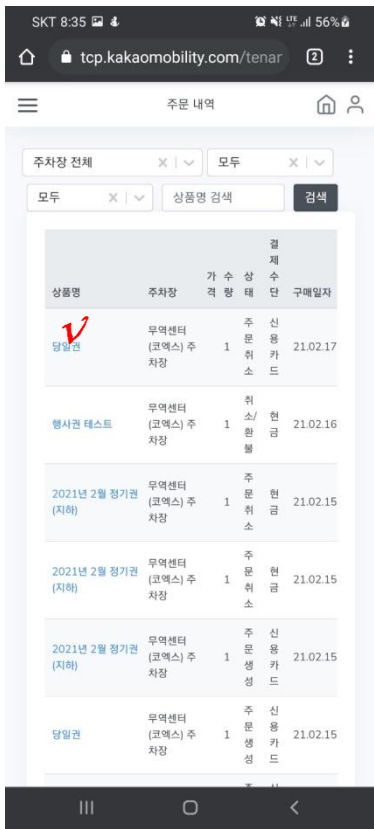 SKT 8:35 LTE 56%
tcp.kakaomobility.com/tenar 2
주문 내역
주차장 전체 모두
모두 상품명 검색 검색
상품명 주차장 가격 수량 상태 결제수단 구매일자
당일권 무역센터(코엑스) 주차장 1 주문취소 신용카드 21.02.17
행사권 테스트 무역센터(코엑스) 주차장 1 취소/환불 현금 21.02.16
2021년 2월 정기권(지하) 무역센터(코엑스) 주차장 1 주문취소 현금 21.02.15
2021년 2월 정기권(지하) 무역센터(코엑스) 주차장 1 주문취소 현금 21.02.15
2021년 2월 정기권(지하) 무역센터(코엑스) 주차장 1 주문생성 신용카드 21.02.15
당일권 무역센터(코엑스) 주차장 1 주문생성 신용카드 21.02.15